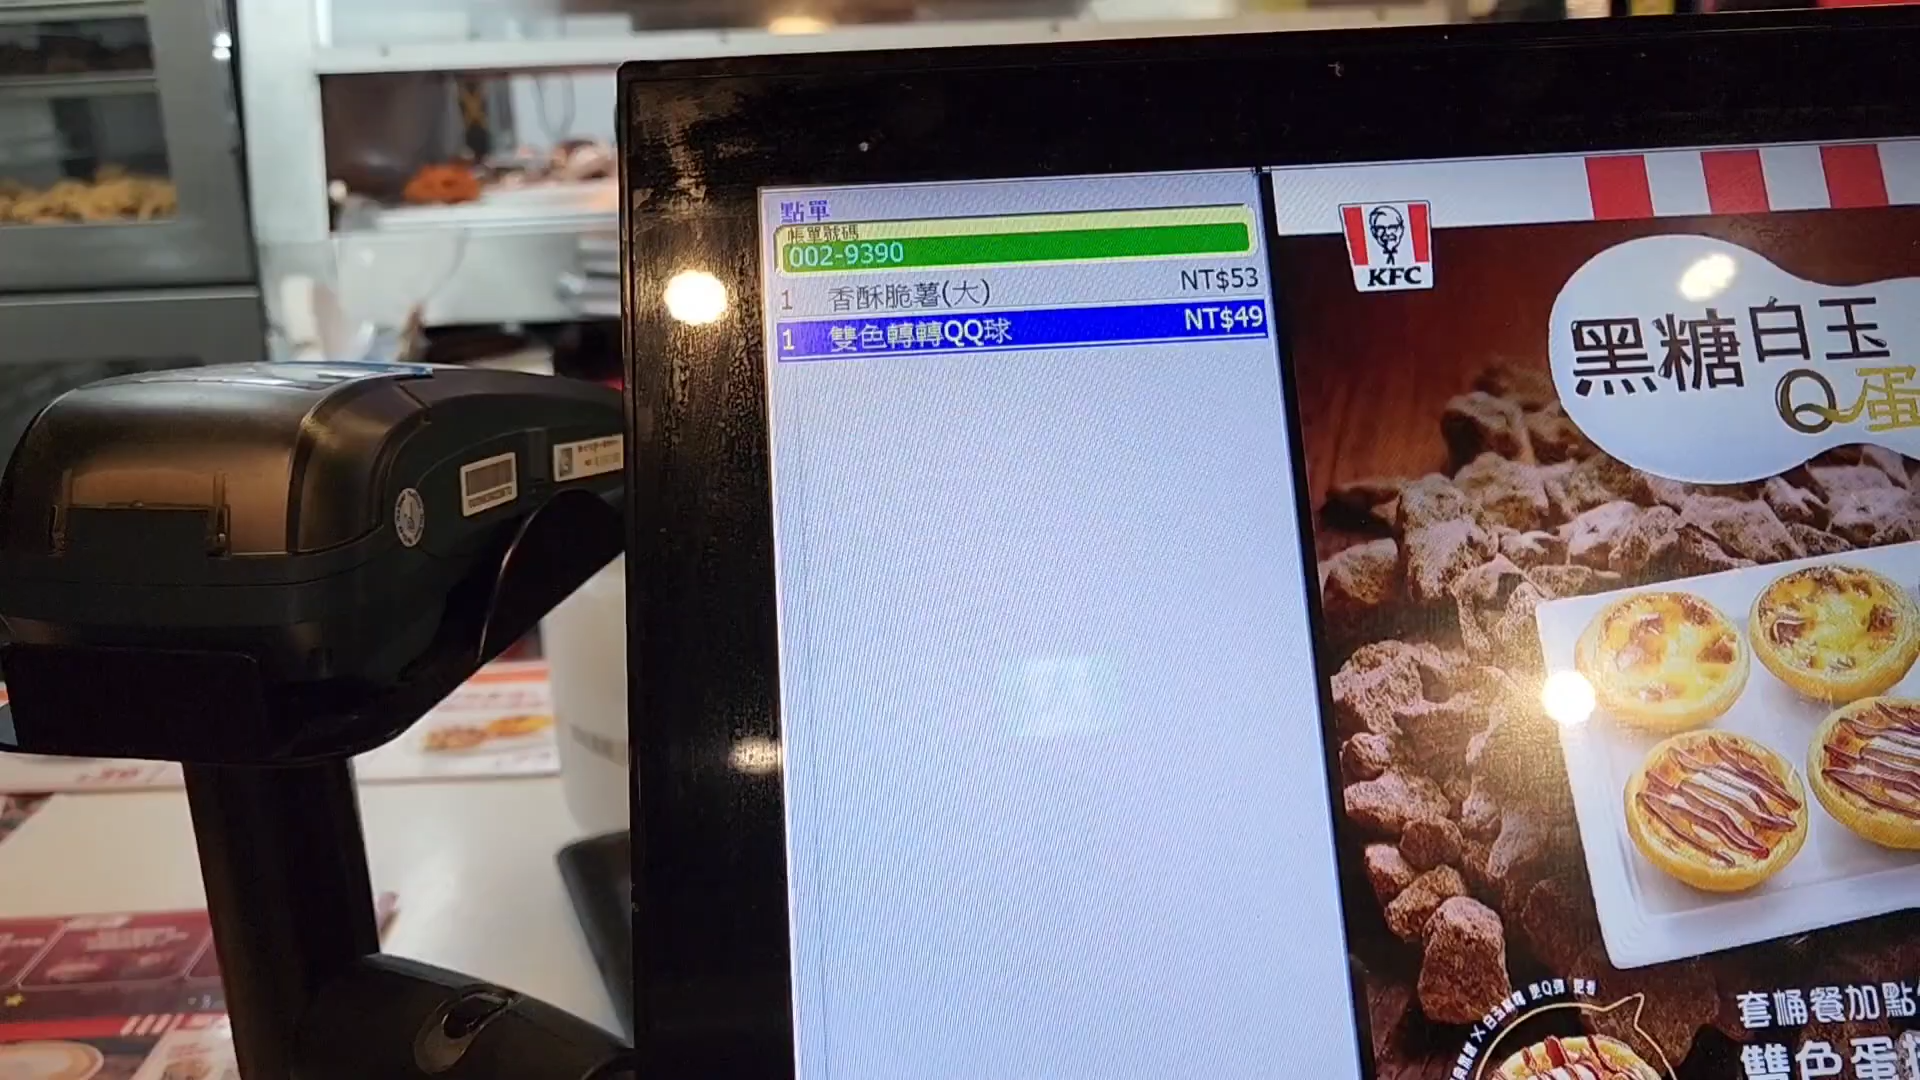 點單
帳單號碼
002-9390
1 香酥脆薯(大) NT$53
1 雙色轉轉QQ球 NT$49
KFC
黑糖白玉
Q蛋
套桶餐加點
雙色蛋